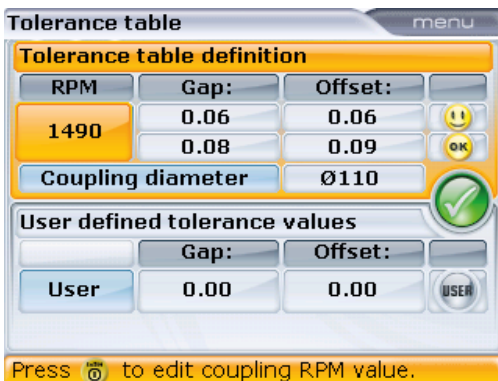 Tolerance table menu
Tolerance table definition
RPM Gap: Offset:
1490 0.06 0.06
0.08 0.09 OK
Coupling diameter Ø110
User defined tolerance values
Gap: Offset:
User 0.00 0.00 USER
Press to edit coupling RPM value.